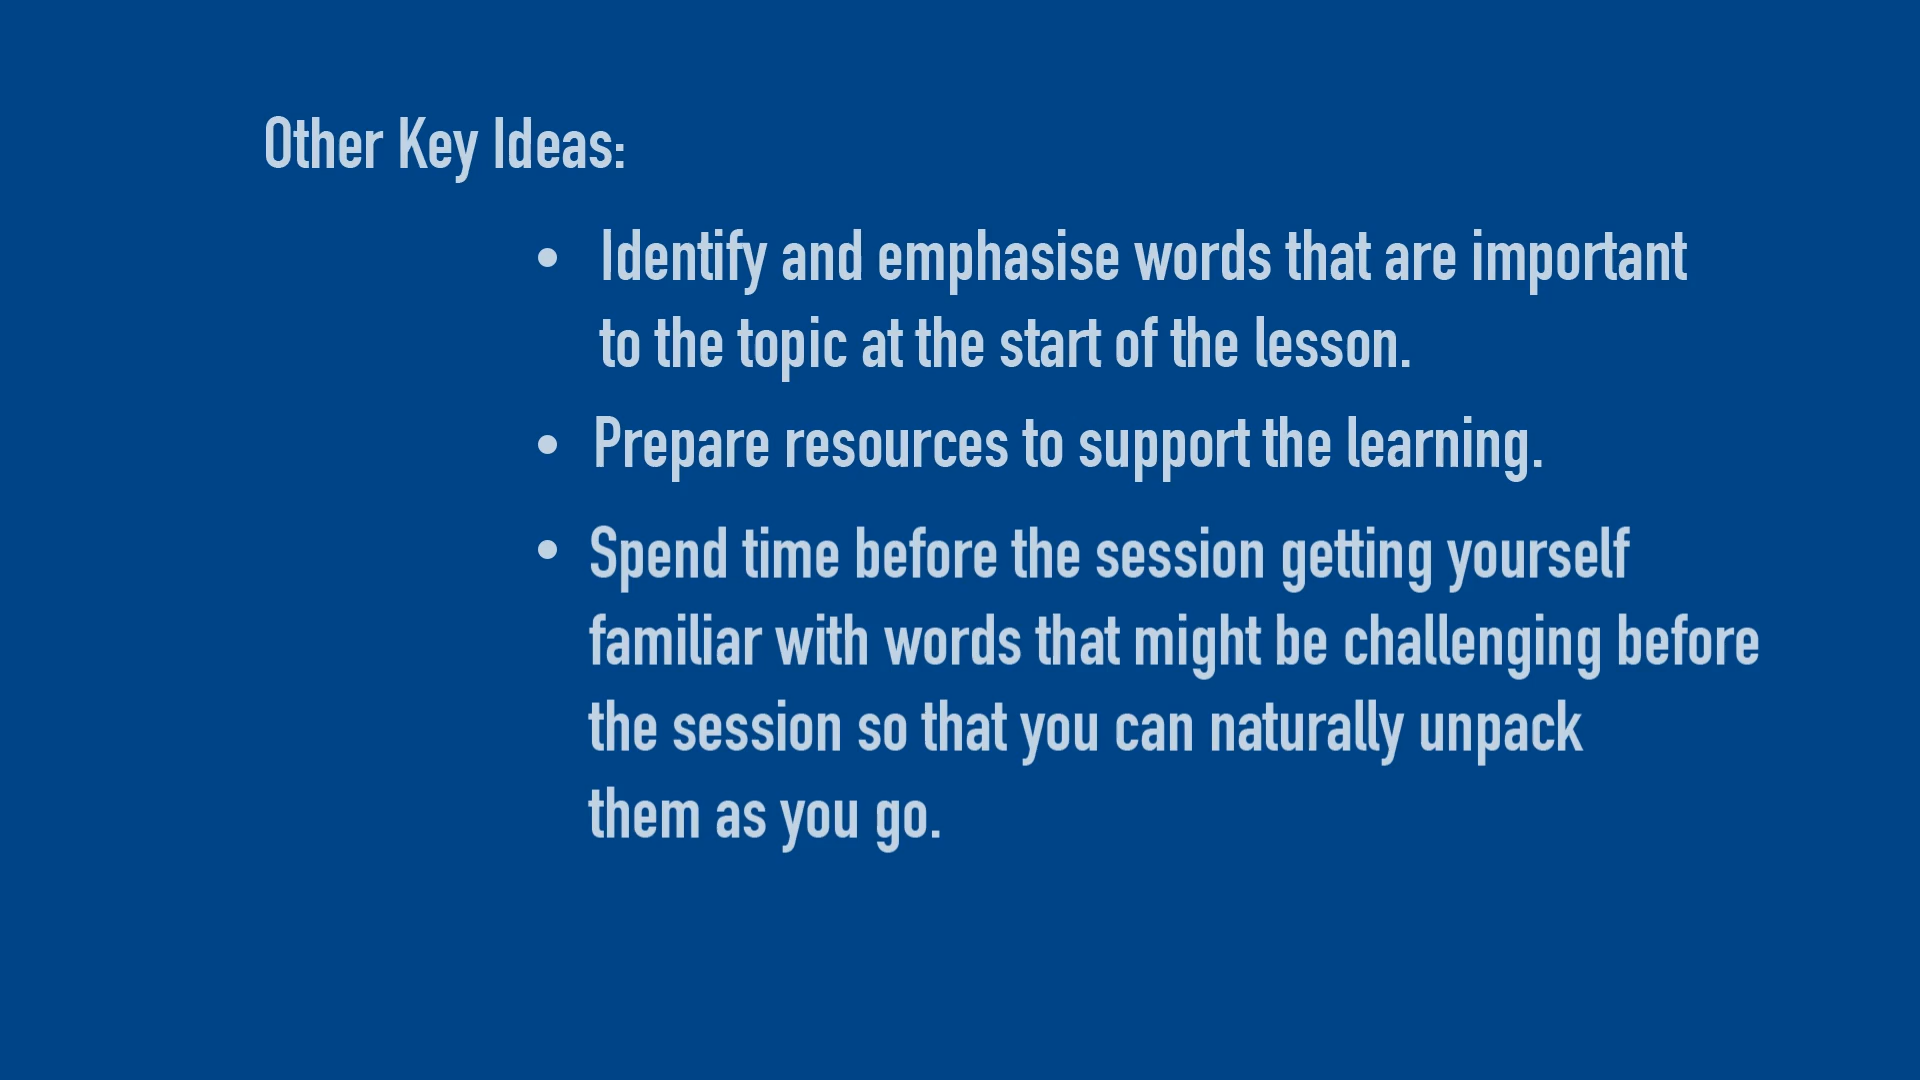 Other Key Ideas:
• Identify and emphasise words that are important
to the topic at the start of the lesson.
• Prepare resources to support the learning.
• Spend time before the session getting yourself
familiar with words that might be challenging before
the session so that you can naturally unpack
them as you go.